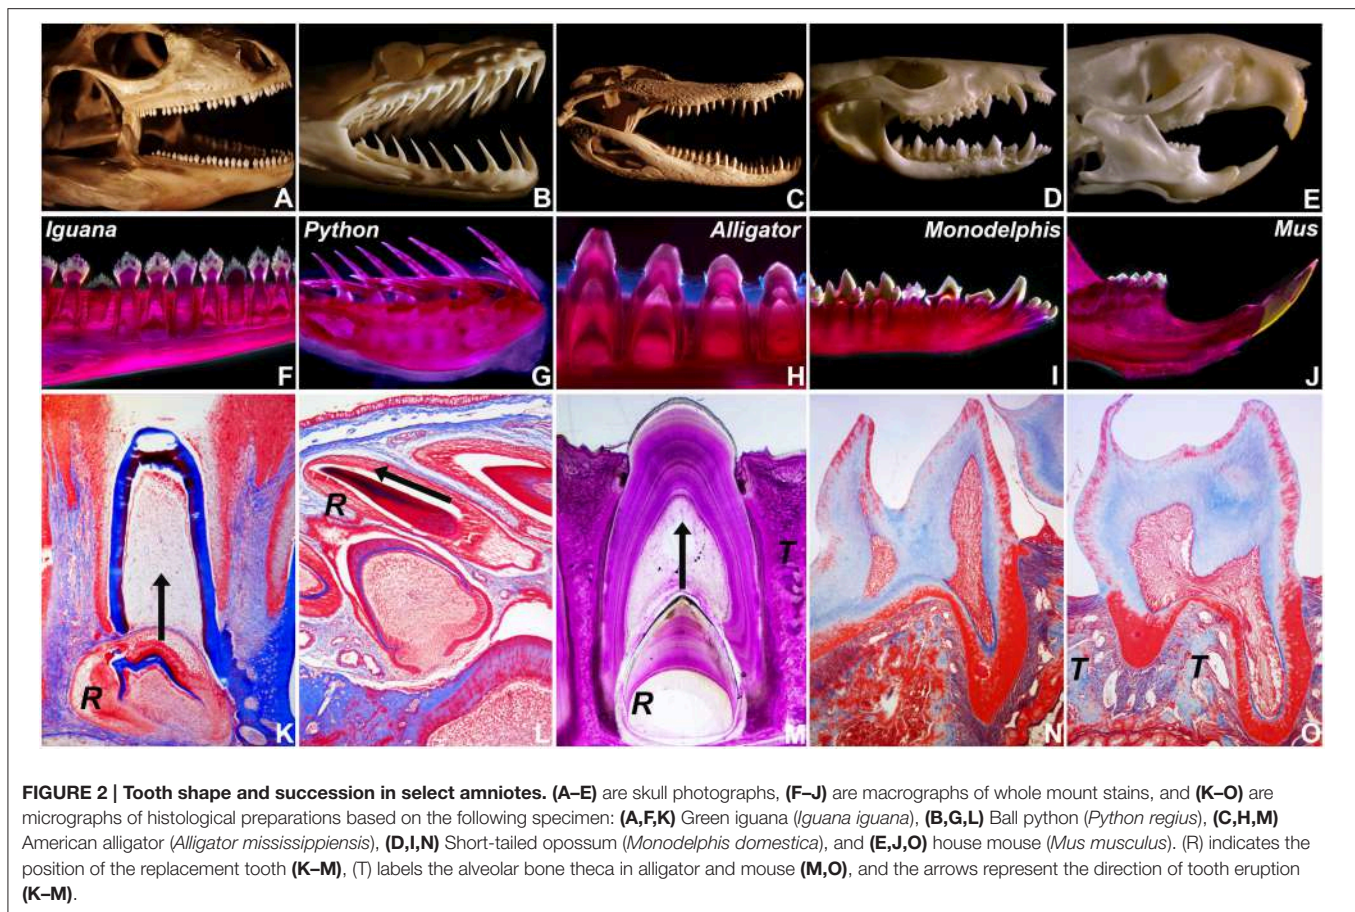 A
B
C
D
E
Iguana
Python
Alligator
Monodelphis
Mus
F
G
H
I
J
R
K
R
L
T
R
M
N
T
T
O
FIGURE 2 | Tooth shape and succession in select amniotes. (A–E) are skull photographs, (F–J) are macrographs of whole mount stains, and (K–O) are
micrographs of histological preparations based on the following specimen: (A,F,K) Green iguana (Iguana iguana), (B,G,L) Ball python (Python regius), (C,H,M)
American alligator (Alligator mississippiensis), (D,I,N) Short-tailed opossum (Monodelphis domestica), and (E,J,O) house mouse (Mus musculus). (R) indicates the
position of the replacement tooth (K–M), (T) labels the alveolar bone theca in alligator and mouse (M,O), and the arrows represent the direction of tooth eruption
(K–M).